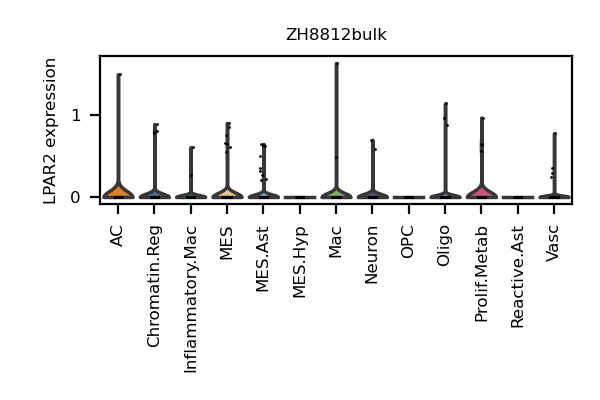 ZH8812bulk
LPAR2 expression
1
0
AC
Chromatin.Reg
Inflammatory.Mac
MES
MES.Ast
MES.Hyp
Mac
Neuron
OPC
Oligo
Prolif.Metab
Reactive.Ast
Vasc